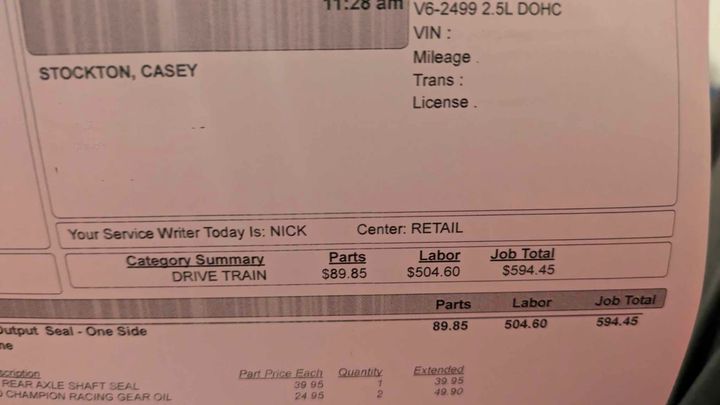 11:28 am
V6-2499 2.5L DOHC
VIN :
STOCKTON, CASEY
Mileage .
Trans :
License .
Your Service Writer Today Is: NICK Center: RETAIL
Category Summary Parts Labor Job Total
DRIVE TRAIN $89.85 $504.60 $594.45
Parts Labor Job Total
Output Seal - One Side 89.85 504.60 594.45
Part Price Each Quantity Extended
REAR AXLE SHAFT SEAL 39 95 1 39.95
CHAMPION RACING GEAR OIL 24 95 2 49.90